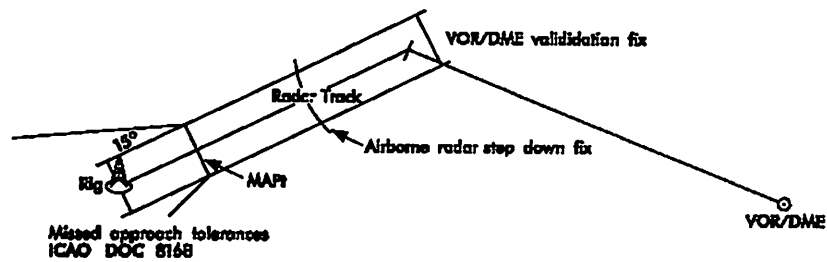 VOR/DME valididation fix
Radar Track
Airborne radar step down fix
15°
MAPt
Rig
VOR/DME
Missed approach tolerances
ICAO DOC 8168